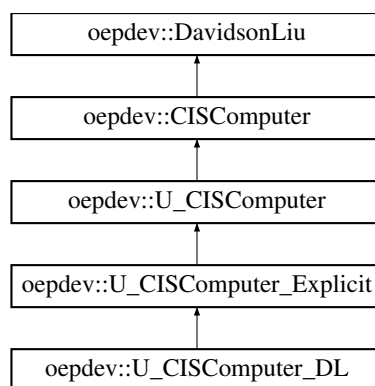 oepdev::DavidsonLiu
oepdev::CISComputer
oepdev::U_CISComputer
oepdev::U_CISComputer_Explicit
oepdev::U_CISComputer_DL